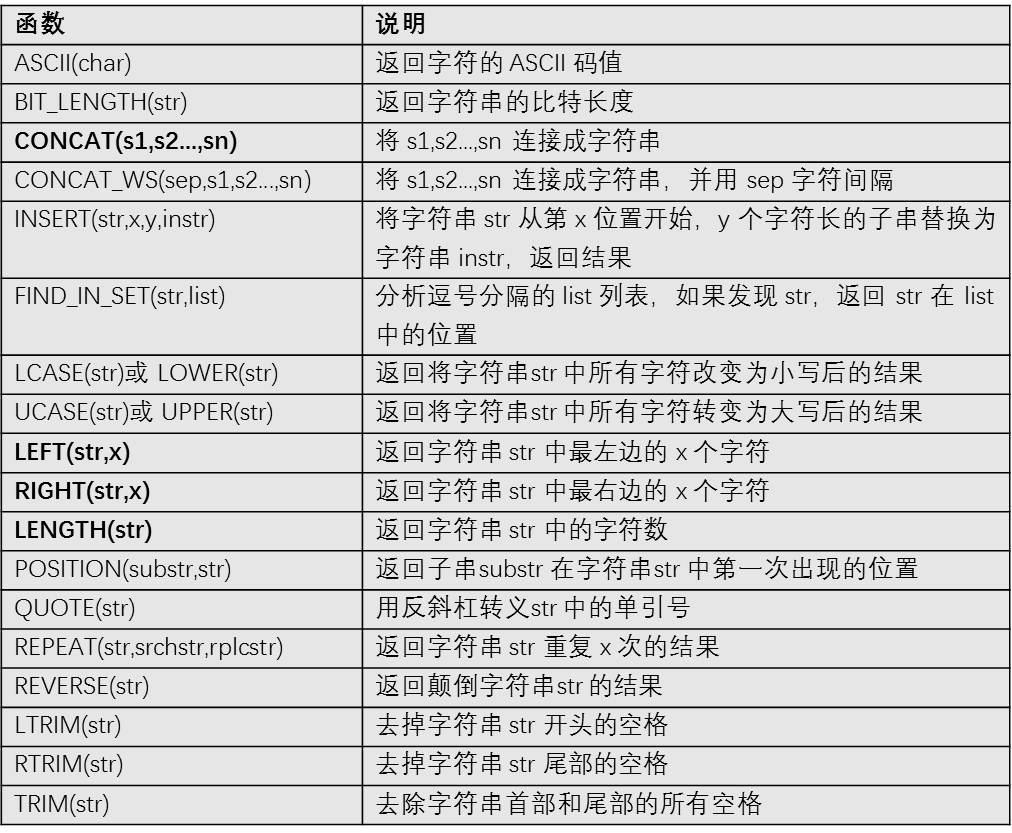 函数 说明
ASCII(char) 返回字符的 ASCII 码值
BIT_LENGTH(str) 返回字符串的比特长度
CONCAT(s1,s2...,sn) 将 s1,s2...,sn 连接成字符串
CONCAT_WS(sep,s1,s2...,sn) 将 s1,s2...,sn 连接成字符串，并用 sep 字符间隔
INSERT(str,x,y,instr) 将字符串 str 从第 x 位置开始，y 个字符长的子串替换为
字符串 instr，返回结果
FIND_IN_SET(str,list) 分析逗号分隔的 list 列表，如果发现 str，返回 str 在 list
中的位置
LCASE(str)或 LOWER(str) 返回将字符串str 中所有字符改变为小写后的结果
UCASE(str)或 UPPER(str) 返回将字符串str 中所有字符转变为大写后的结果
LEFT(str,x) 返回字符串 str 中最左边的 x 个字符
RIGHT(str,x) 返回字符串 str 中最右边的 x 个字符
LENGTH(str) 返回字符串 str 中的字符数
POSITION(substr,str) 返回子串substr 在字符串str 中第一次出现的位置
QUOTE(str) 用反斜杠转义str 中的单引号
REPEAT(str,srchstr,rplcstr) 返回字符串 str 重复 x 次的结果
REVERSE(str) 返回颠倒字符串str 的结果
LTRIM(str) 去掉字符串 str 开头的空格
RTRIM(str) 去掉字符串 str 尾部的空格
TRIM(str) 去除字符串首部和尾部的所有空格